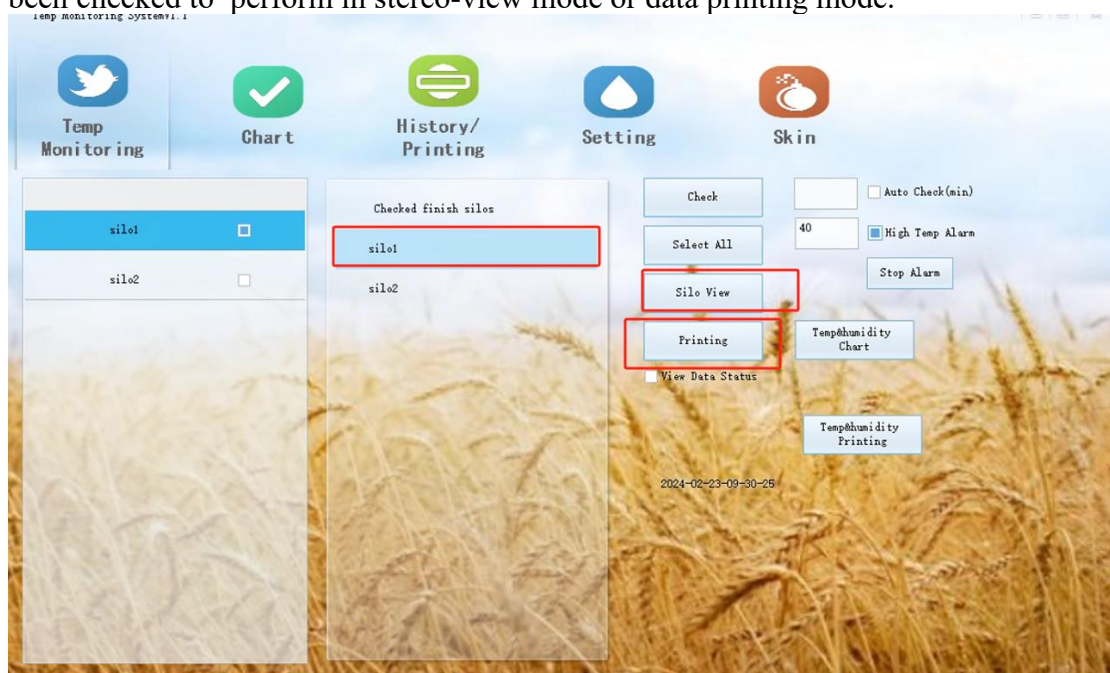 been checked to perform in stereo-view mode or data printing mode.
Temp Monitoring SystemV1.1
Temp
Monitoring
Chart
History/
Printing
Setting
Skin
silo1
silo2
Checked finish silos
silo1
silo2
Check
Auto Check(min)
Select All
40
High Temp Alarm
Stop Alarm
Silo View
Printing
Temp&humidity
Chart
View Data Status
Temp&humidity
Printing
2024-02-23-09-30-25